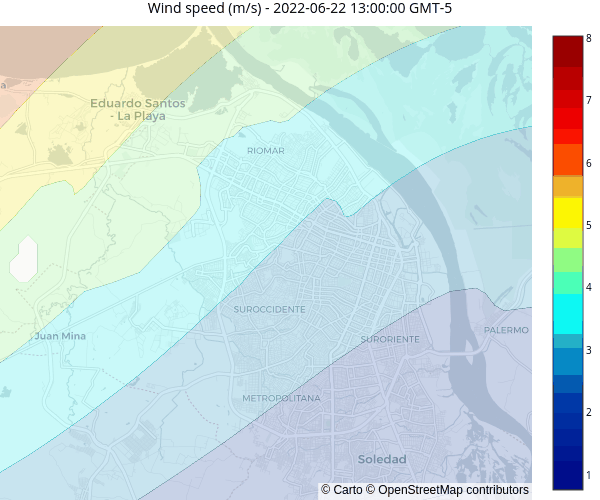 Wind speed (m/s) - 2022-06-22 13:00:00 GMT-5
8
a
Eduardo Santos
- La Playa
7
RIOMAR
6
5
4
SUROCCIDENTE
Juan Mina
PALERMO
SURORIENTE
3
METROPOLITANA
2
Soledad
1
© Carto © OpenStreetMap contributors